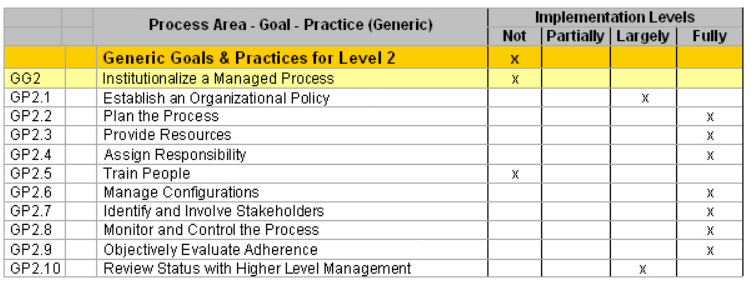 Process Area - Goal - Practice (Generic) Implementation Levels
Not Partially Largely Fully
Generic Goals & Practices for Level 2 x
GG2 Institutionalize a Managed Process x
GP2.1 Establish an Organizational Policy x
GP2.2 Plan the Process x
GP2.3 Provide Resources x
GP2.4 Assign Responsibility x
GP2.5 Train People x
GP2.6 Manage Configurations x
GP2.7 Identify and Involve Stakeholders x
GP2.8 Monitor and Control the Process x
GP2.9 Objectively Evaluate Adherence x
GP2.10 Review Status with Higher Level Management x